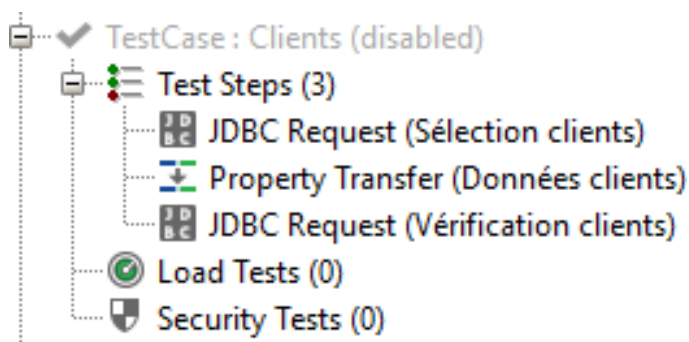 TestCase : Clients (disabled)
Test Steps (3)
JDBC Request (Sélection clients)
Property Transfer (Données clients)
JDBC Request (Vérification clients)
Load Tests (0)
Security Tests (0)